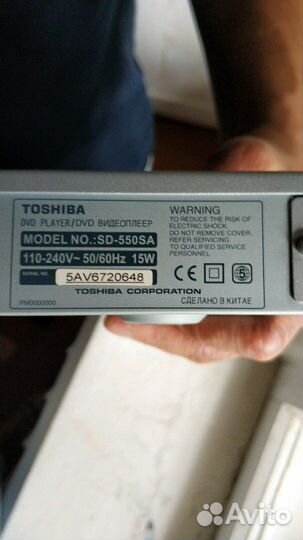 TOSHIBA
DVD PLAYER/DVD ВИДЕОПЛЕЕР
MODEL NO.:SD-550SA
110-240V~ 50/60Hz 15W
SERIAL NO. 5AV6720648
TOSHIBA CORPORATION
PM0000000
WARNING
TO REDUCE THE RISK OF
ELECTRIC SHOCK.
DO NOT REMOVE COVER
REFER SERVICING
TO QUALIFIED SERVICE
PERSONNEL.
CE
СДЕЛАНО В КИТАЕ
Avito